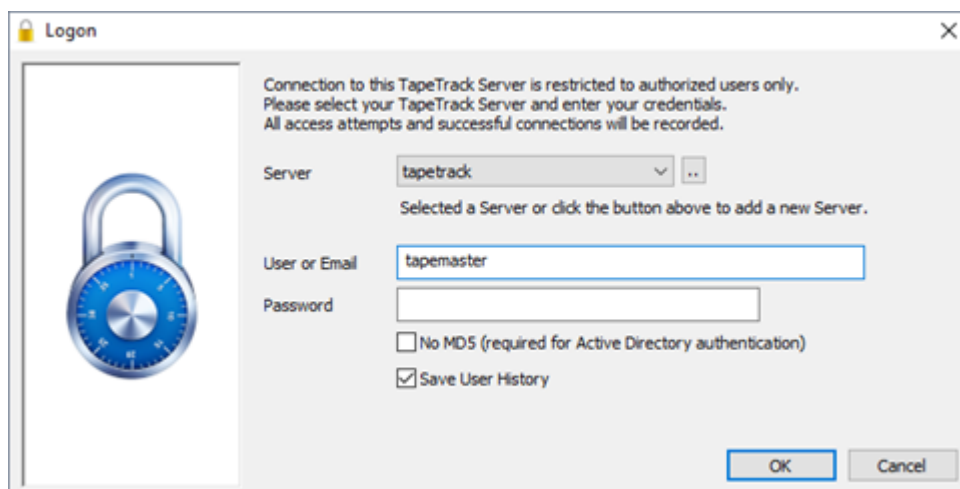 Logon
Connection to this TapeTrack Server is restricted to authorized users only.
Please select your TapeTrack Server and enter your credentials.
All access attempts and successful connections will be recorded.
Server tapetrack ..
Selected a Server or click the button above to add a new Server.
User or Email tapemaster
Password
No MD5 (required for Active Directory authentication)
Save User History
OK Cancel